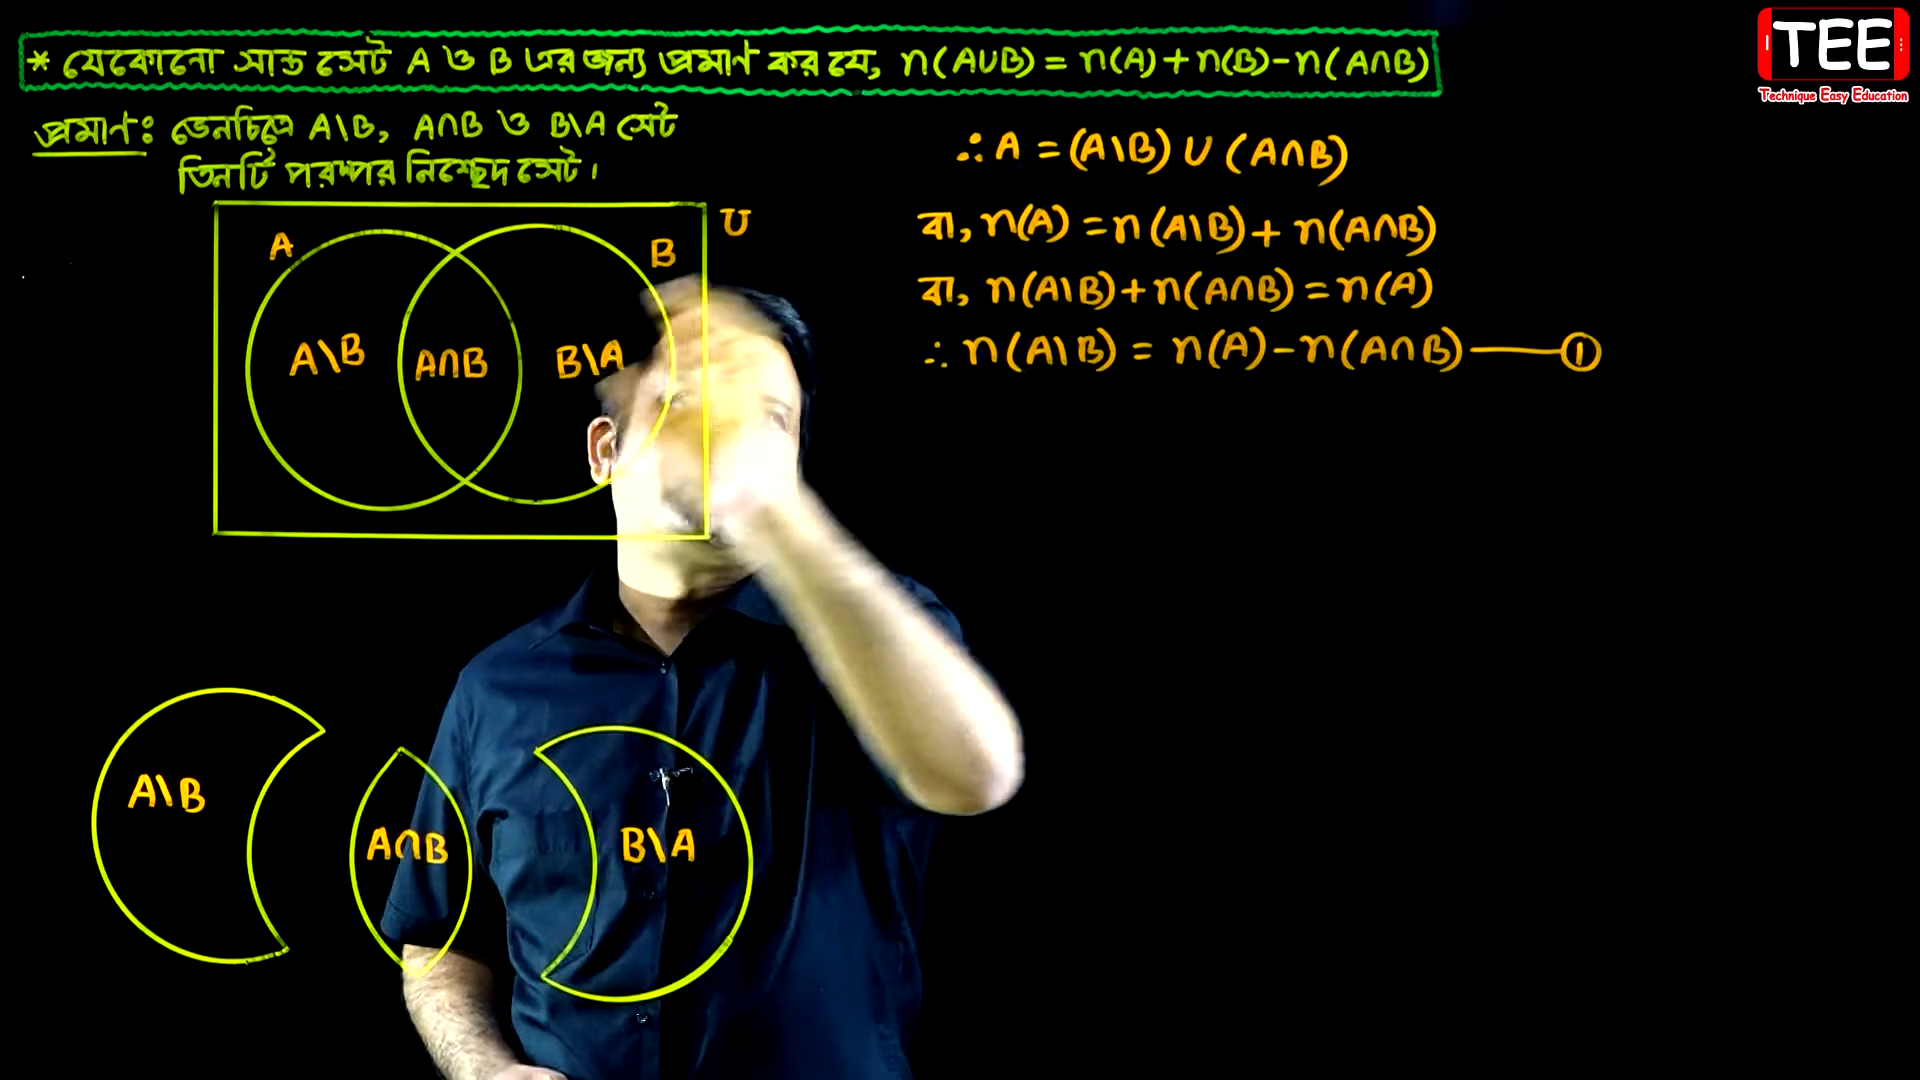 * যেকোনো সান্ত সেট A ও B এর জন্য প্রমাণ কর যে, n(A∪B) = n(A)+n(B)-n(A∩B)
TEE
Technique Easy Education
প্রমাণঃ ভেনচিত্রে A\B, A∩B ও B\A সেট
তিনটি পরস্পর নিশ্ছেদ সেট।
∴ A = (A\B) ∪ (A∩B)
বা, n(A) = n(A\B) + n(A∩B)
বা, n(A\B)+n(A∩B) = n(A)
∴ n(A\B) = n(A)-n(A∩B) —— ①
U
A
B
A\B
A∩B
B\A
A\B
A∩B
B\A